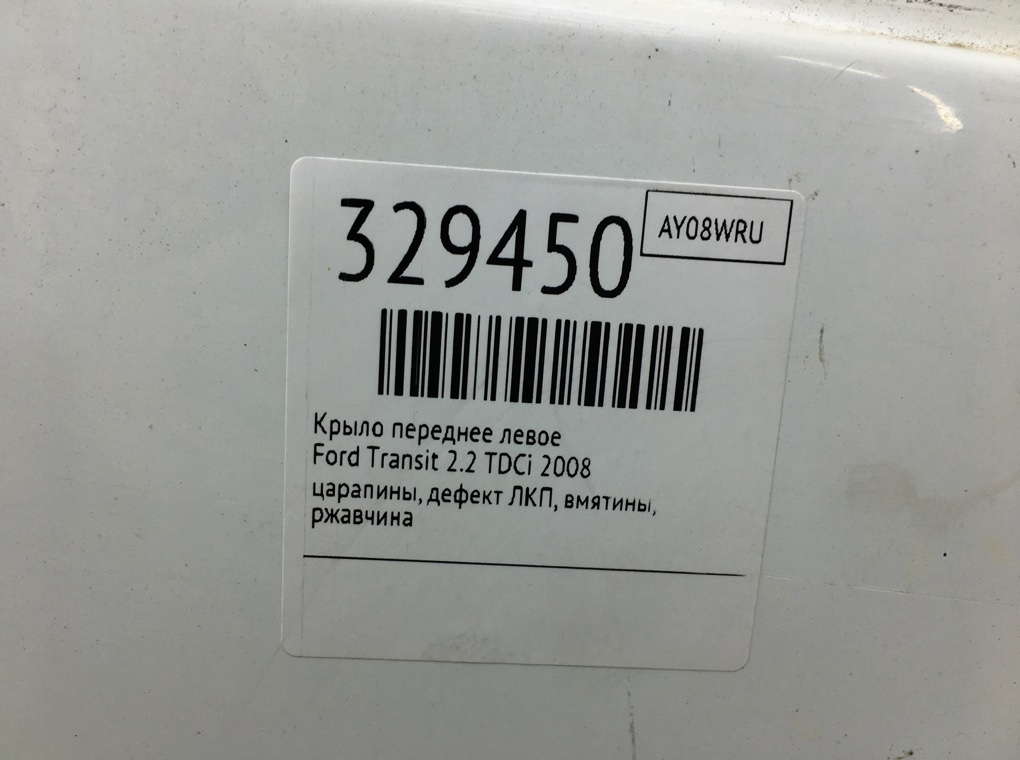 329450
AY08WRU
Крыло переднее левое
Ford Transit 2.2 TDCi 2008
царапины, дефект ЛКП, вмятины,
ржавчина